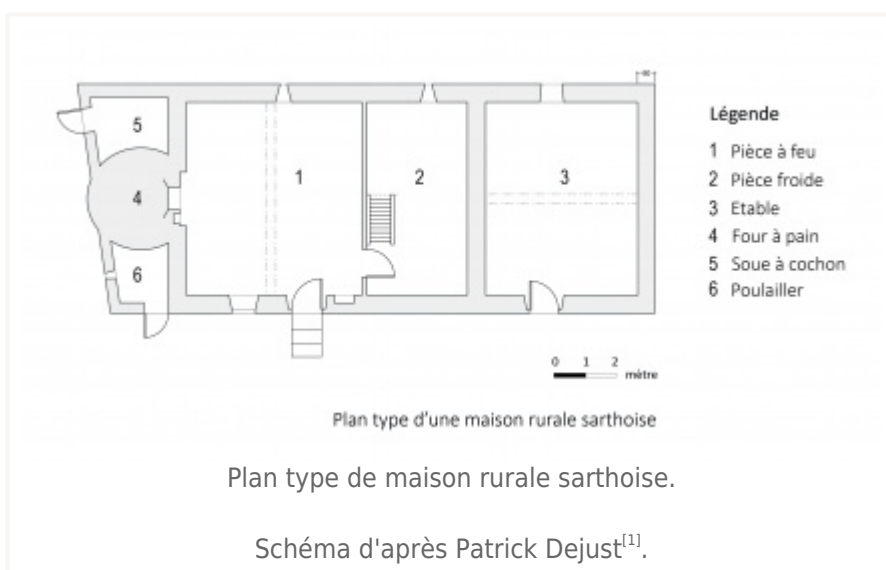 5
4
6
1
2
3
Légende
1 Pièce à feu
2 Pièce froide
3 Etable
4 Four à pain
5 Soue à cochon
6 Poulailler
0 1 2
mètre
Plan type d'une maison rurale sarthoise
Plan type de maison rurale sarthoise.
Schéma d'après Patrick Dejust[1].